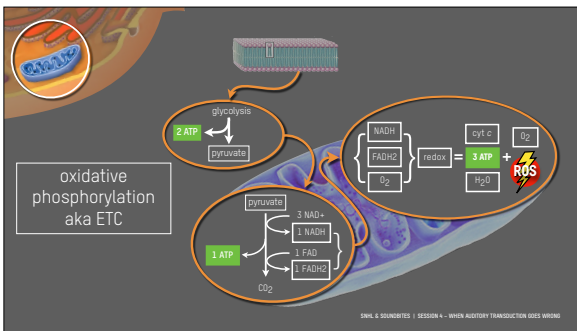 glycolysis
2 ATP
pyruvate
oxidative
phosphorylation
aka ETC
pyruvate
3 NAD+
1 NADH
1 ATP
1 FAD
1 FADH2
CO2
NADH
FADH2
O2
redox
=
cyt c
3 ATP
H2O
+
O2
ROS
SNHL & SOUNDBITES | SESSION 4 – WHEN AUDITORY TRANSDUCTION GOES WRONG